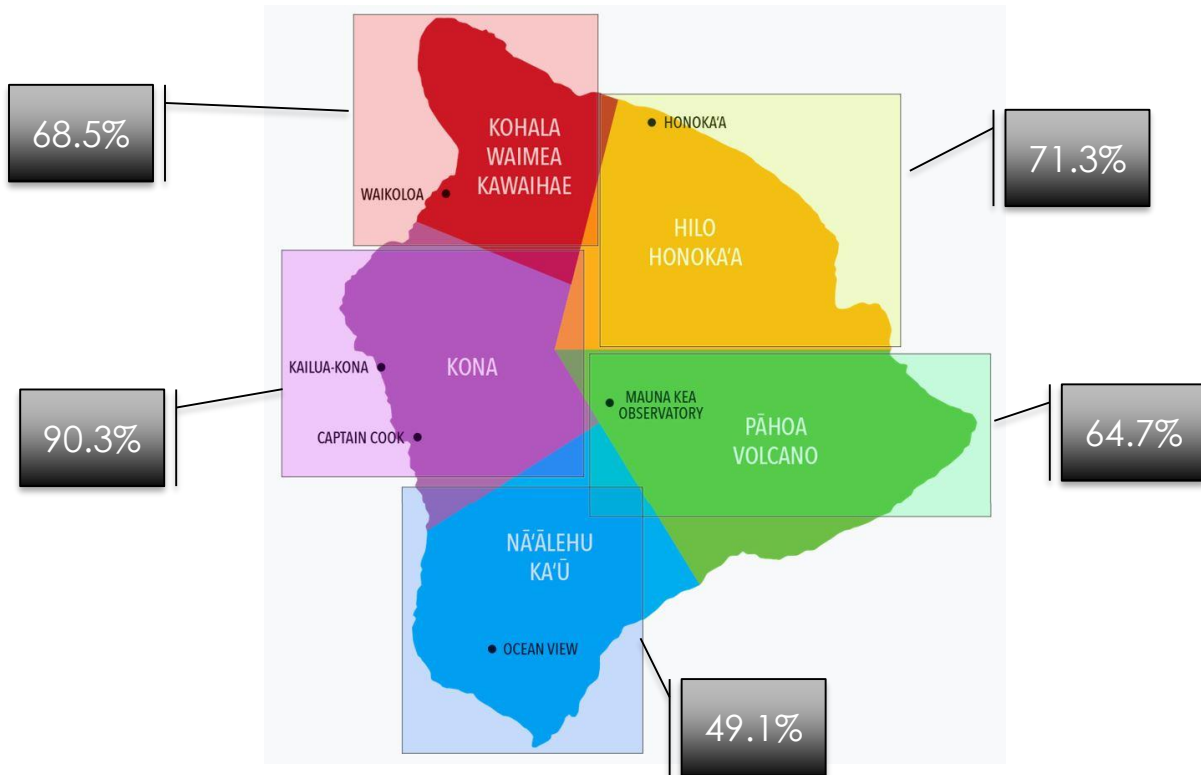 68.5%
KOHALA
WAIMEA
KAWAIHAE
WAIKOLOA
HONOKA'A
71.3%
HILO
HONOKA'A
KAILUA-KONA
KONA
CAPTAIN COOK
90.3%
MAUNA KEA
OBSERVATORY
PĀHOA
VOLCANO
64.7%
NĀ'ĀLEHU
KA'Ū
OCEAN VIEW
49.1%